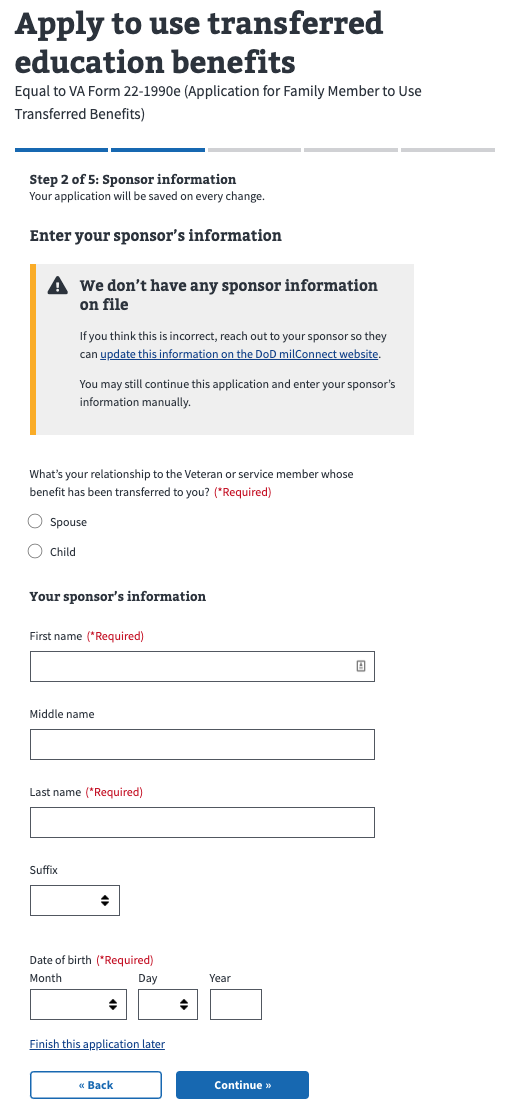 Apply to use transferred
education benefits
Equal to VA Form 22-1990e (Application for Family Member to Use
Transferred Benefits)
Step 2 of 5: Sponsor information
Your application will be saved on every change.
Enter your sponsor's information
We don't have any sponsor information
on file
If you think this is incorrect, reach out to your sponsor so they
can update this information on the DoD milConnect website.
You may still continue this application and enter your sponsor's
information manually.
What's your relationship to the Veteran or service member whose
benefit has been transferred to you? (*Required)
Spouse
Child
Your sponsor's information
First name (*Required)
Middle name
Last name (*Required)
Suffix
Date of birth (*Required)
Month Day Year
Finish this application later
« Back Continue »